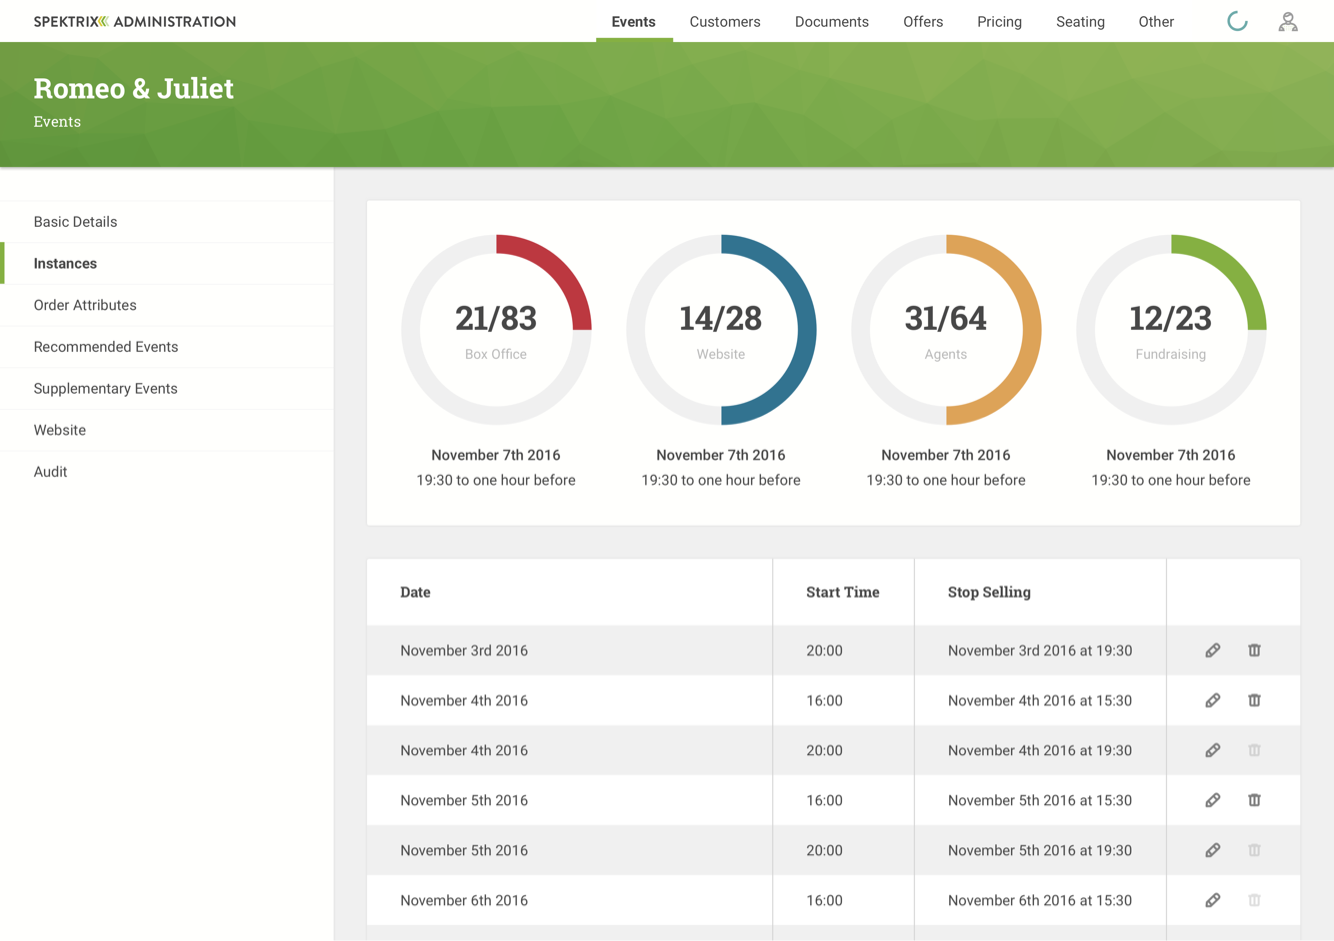 SPEKTRIX ADMINISTRATION
Events Customers Documents Offers Pricing Seating Other
Romeo & Juliet
Events
Basic Details
Instances
Order Attributes
Recommended Events
Supplementary Events
Website
Audit
21/83 14/28 31/64 12/23
Box Office Website Agents Fundraising
November 7th 2016 November 7th 2016 November 7th 2016 November 7th 2016
19:30 to one hour before 19:30 to one hour before 19:30 to one hour before 19:30 to one hour before
Date Start Time Stop Selling
November 3rd 2016 20:00 November 3rd 2016 at 19:30
November 4th 2016 16:00 November 4th 2016 at 15:30
November 4th 2016 20:00 November 4th 2016 at 19:30
November 5th 2016 16:00 November 5th 2016 at 15:30
November 5th 2016 20:00 November 5th 2016 at 19:30
November 6th 2016 16:00 November 6th 2016 at 15:30